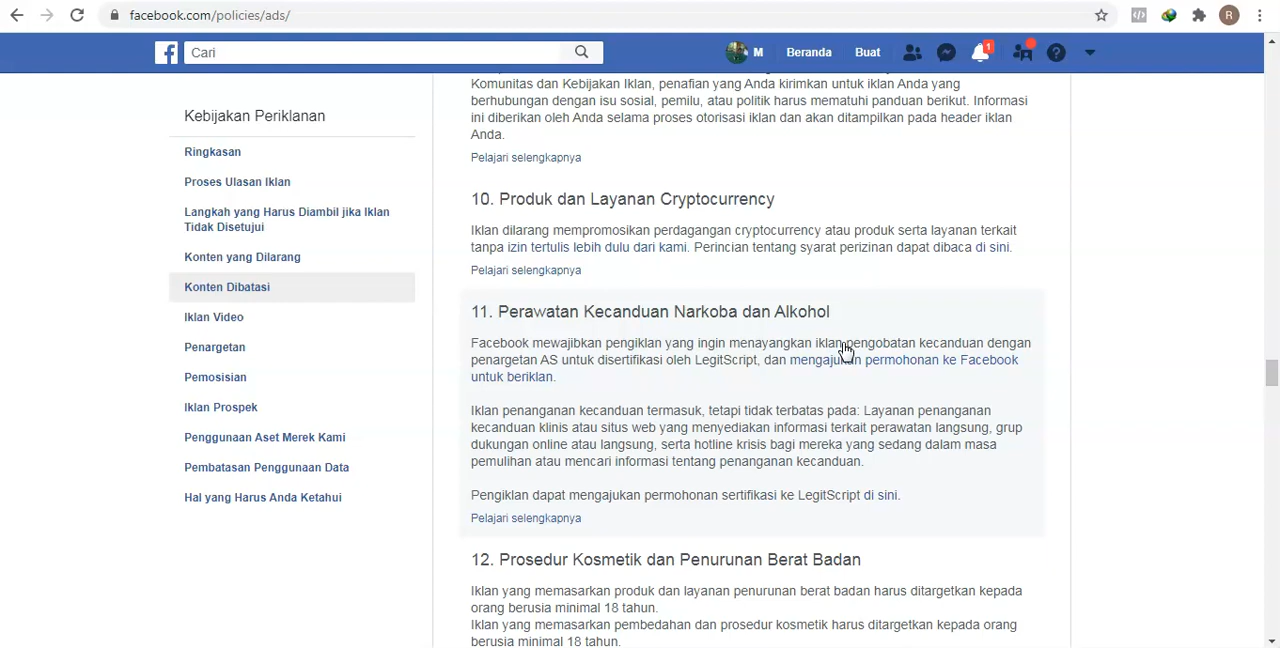 facebook.com/policies/ads/
R
Cari
M
Beranda
Buat
1
Kebijakan Periklanan
Ringkasan
Proses Ulasan Iklan
Langkah yang Harus Diambil jika Iklan
Tidak Disetujui
Konten yang Dilarang
Konten Dibatasi
Iklan Video
Penargetan
Pemosisian
Iklan Prospek
Penggunaan Aset Merek Kami
Pembatasan Penggunaan Data
Hal yang Harus Anda Ketahui
Komunitas dan Kebijakan Iklan, penafian yang Anda kirimkan untuk iklan Anda yang
berhubungan dengan isu sosial, pemilu, atau politik harus mematuhi panduan berikut. Informasi
ini diberikan oleh Anda selama proses otorisasi iklan dan akan ditampilkan pada header iklan
Anda.
Pelajari selengkapnya
10. Produk dan Layanan Cryptocurrency
Iklan dilarang mempromosikan perdagangan cryptocurrency atau produk serta layanan terkait
tanpa izin tertulis lebih dulu dari kami. Perincian tentang syarat perizinan dapat dibaca di sini.
Pelajari selengkapnya
11. Perawatan Kecanduan Narkoba dan Alkohol
Facebook mewajibkan pengiklan yang ingin menayangkan iklan pengobatan kecanduan dengan
penargetan AS untuk disertifikasi oleh LegitScript, dan mengajukan permohonan ke Facebook
untuk beriklan.
Iklan penanganan kecanduan termasuk, tetapi tidak terbatas pada: Layanan penanganan
kecanduan klinis atau situs web yang menyediakan informasi terkait perawatan langsung, grup
dukungan online atau langsung, serta hotline krisis bagi mereka yang sedang dalam masa
pemulihan atau mencari informasi tentang penanganan kecanduan.
Pengiklan dapat mengajukan permohonan sertifikasi ke LegitScript di sini.
Pelajari selengkapnya
12. Prosedur Kosmetik dan Penurunan Berat Badan
Iklan yang memasarkan produk dan layanan penurunan berat badan harus ditargetkan kepada
orang berusia minimal 18 tahun.
Iklan yang memasarkan pembedahan dan prosedur kosmetik harus ditargetkan kepada orang
berusia minimal 18 tahun.